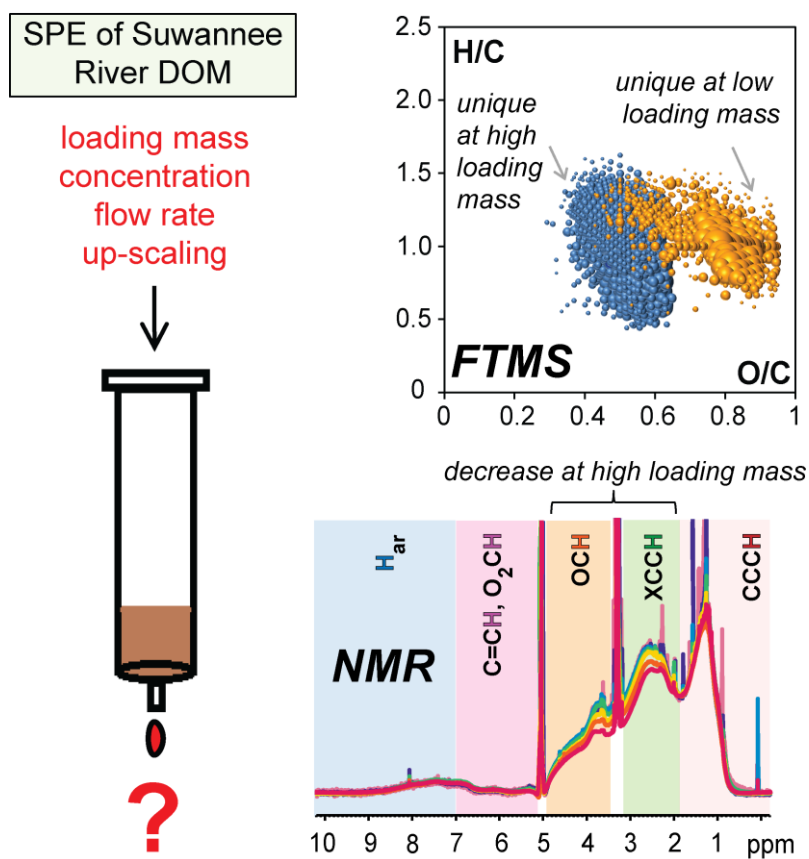 SPE of Suwannee
River DOM
loading mass
concentration
flow rate
up-scaling
?
2.5
2.0
1.5
1.0
0.5
0
H/C
unique
at high
loading
mass
unique at low
loading mass
FTMS
O/C
0 0.2 0.4 0.6 0.8 1
decrease at high loading mass
Har
C=CH, O2CH
OCH
XCCH
CCCH
NMR
10 9 8 7 6 5 4 3 2 1 ppm